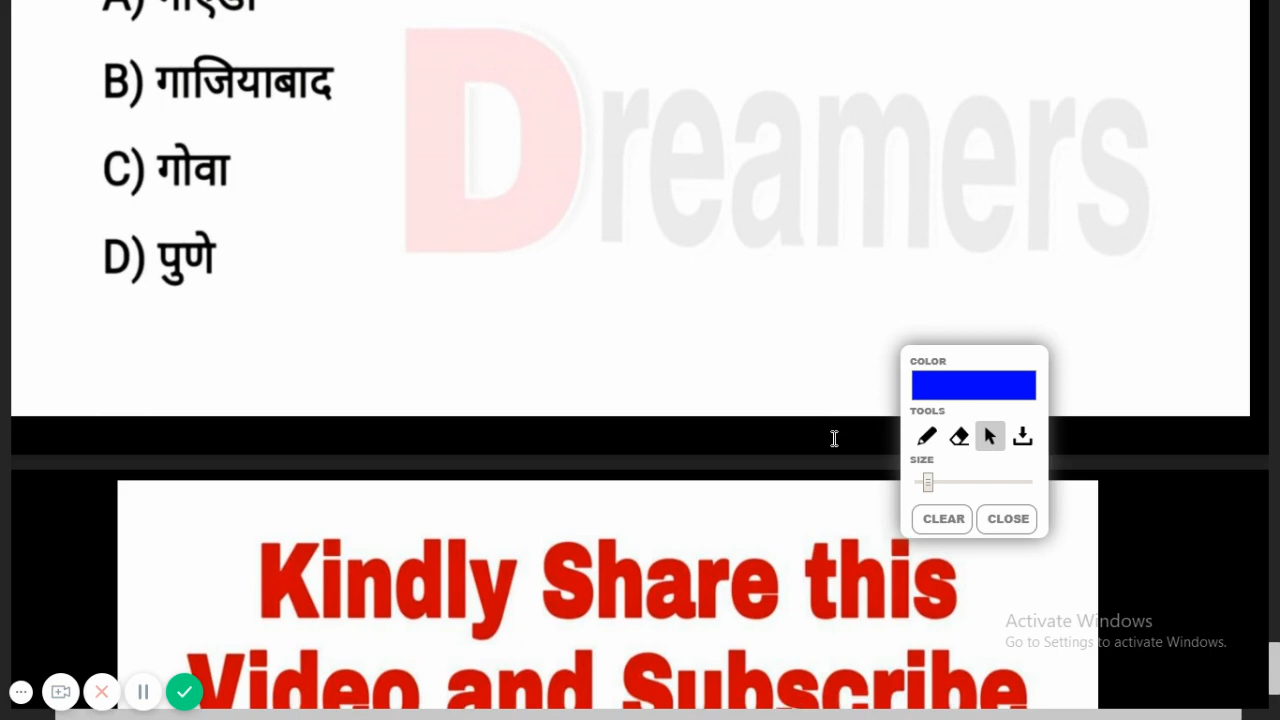 A) नोएडा
B) गाजियाबाद
C) गोवा
D) पुणे
Dreamers
COLOR
TOOLS
SIZE
CLEAR CLOSE
Kindly Share this
Video and Subscribe
Activate Windows
Go to Settings to activate Windows.